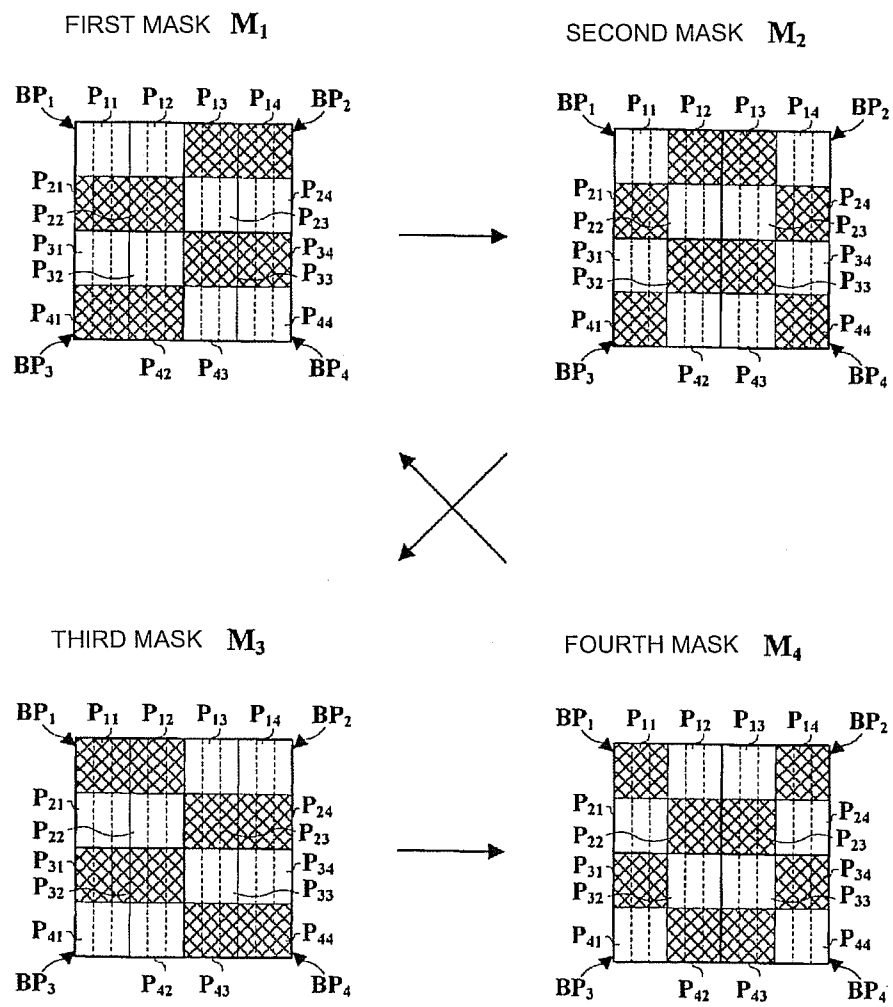 FIRST MASK M1
SECOND MASK M2
BP1 P11 P12 P13 P14 BP2
P21 P24
P22 P23
P31 P34
P32 P33
P41 P44
BP3 P42 P43 BP4
BP1 P11 P12 P13 P14 BP2
P21 P24
P22 P23
P31 P34
P32 P33
P41 P44
BP3 P42 P43 BP4
THIRD MASK M3
FOURTH MASK M4
BP1 P11 P12 P13 P14 BP2
P21 P24
P22 P23
P31 P34
P32 P33
P41 P44
BP3 P42 P43 BP4
BP1 P11 P12 P13 P14 BP2
P21 P24
P22 P23
P31 P34
P32 P33
P41 P44
BP3 P42 P43 BP4